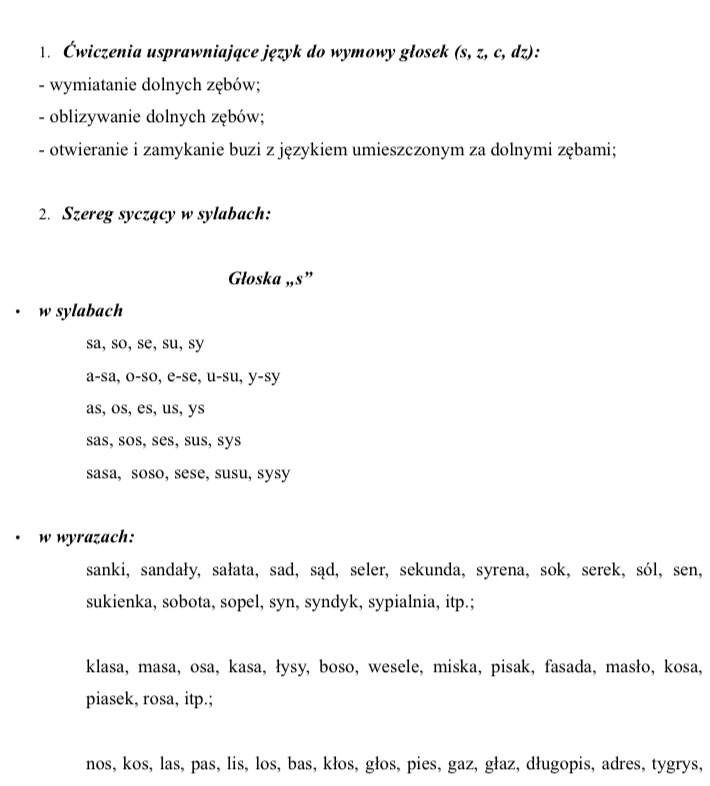 1. Ćwiczenia usprawniające język do wymowy głosek (s, z, c, dz):
- wymiatanie dolnych zębów;
- oblizywanie dolnych zębów;
- otwieranie i zamykanie buzi z językiem umieszczonym za dolnymi zębami;
2. Szereg syczący w sylabach:
Głoska „s”
• w sylabach
sa, so, se, su, sy
a-sa, o-so, e-se, u-su, y-sy
as, os, es, us, ys
sas, sos, ses, sus, sys
sasa, soso, sese, susu, sysy
• w wyrazach:
sanki, sandały, sałata, sad, sąd, seler, sekunda, syrena, sok, serek, sól, sen,
sukienka, sobota, sopel, syn, syndyk, sypialnia, itp.;
klasa, masa, osa, kasa, łysy, boso, wesele, miska, pisak, fasada, masło, kosa,
piasek, rosa, itp.;
nos, kos, las, pas, lis, los, bas, kłos, głos, pies, gaz, głaz, długopis, adres, tygrys,